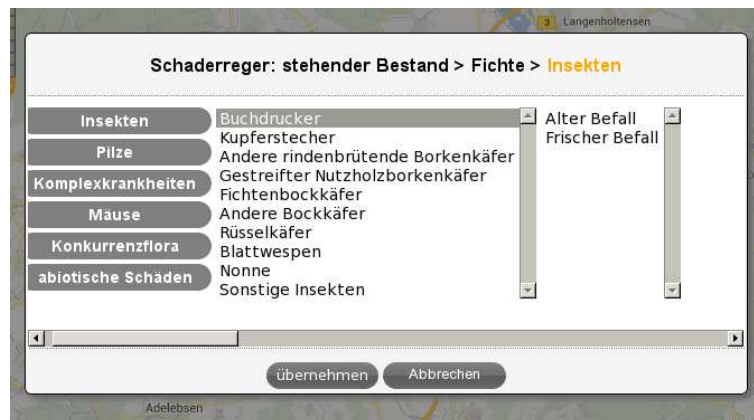 3 Langenholtensen
Schaderreger: stehender Bestand > Fichte > Insekten
Insekten
Pilze
Komplexkrankheiten
Mäuse
Konkurrenzflora
abiotische Schäden
Buchdrucker
Kupferstecher
Andere rindenbrütende Borkenkäfer
Gestreifter Nutzholzborkenkäfer
Fichtenbockkäfer
Andere Bockkäfer
Rüsselkäfer
Blattwespen
Nonne
Sonstige Insekten
Alter Befall
Frischer Befall
übernehmen Abbrechen
Adelebsen